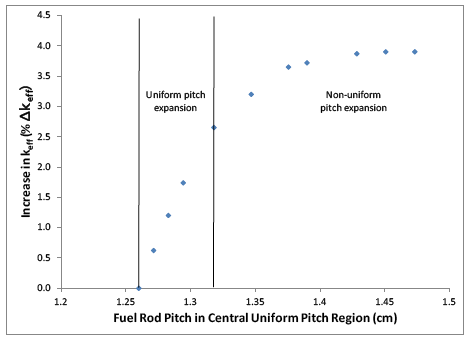 4.5
4.0
3.5
3.0
2.5
2.0
1.5
1.0
0.5
0.0
Increase in keff (% Δkeff)
Uniform pitch
expansion
Non-uniform
pitch expansion
1.2 1.25 1.3 1.35 1.4 1.45 1.5
Fuel Rod Pitch in Central Uniform Pitch Region (cm)